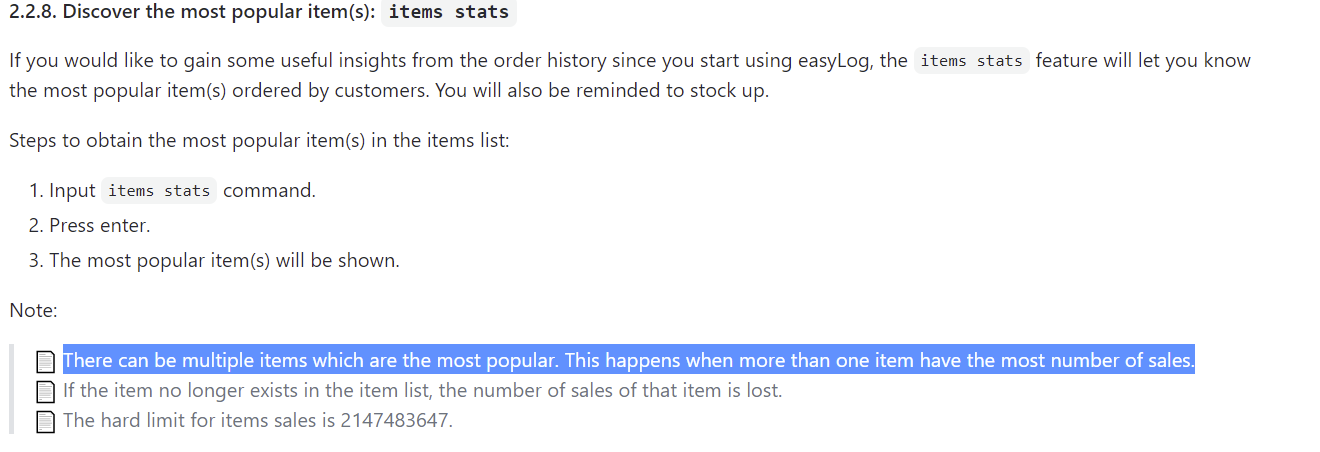 2.2.8. Discover the most popular item(s): items stats
If you would like to gain some useful insights from the order history since you start using easyLog, the items stats feature will let you know
the most popular item(s) ordered by customers. You will also be reminded to stock up.
Steps to obtain the most popular item(s) in the items list:
1. Input items stats command.
2. Press enter.
3. The most popular item(s) will be shown.
Note:
There can be multiple items which are the most popular. This happens when more than one item have the most number of sales.
If the item no longer exists in the item list, the number of sales of that item is lost.
The hard limit for items sales is 2147483647.